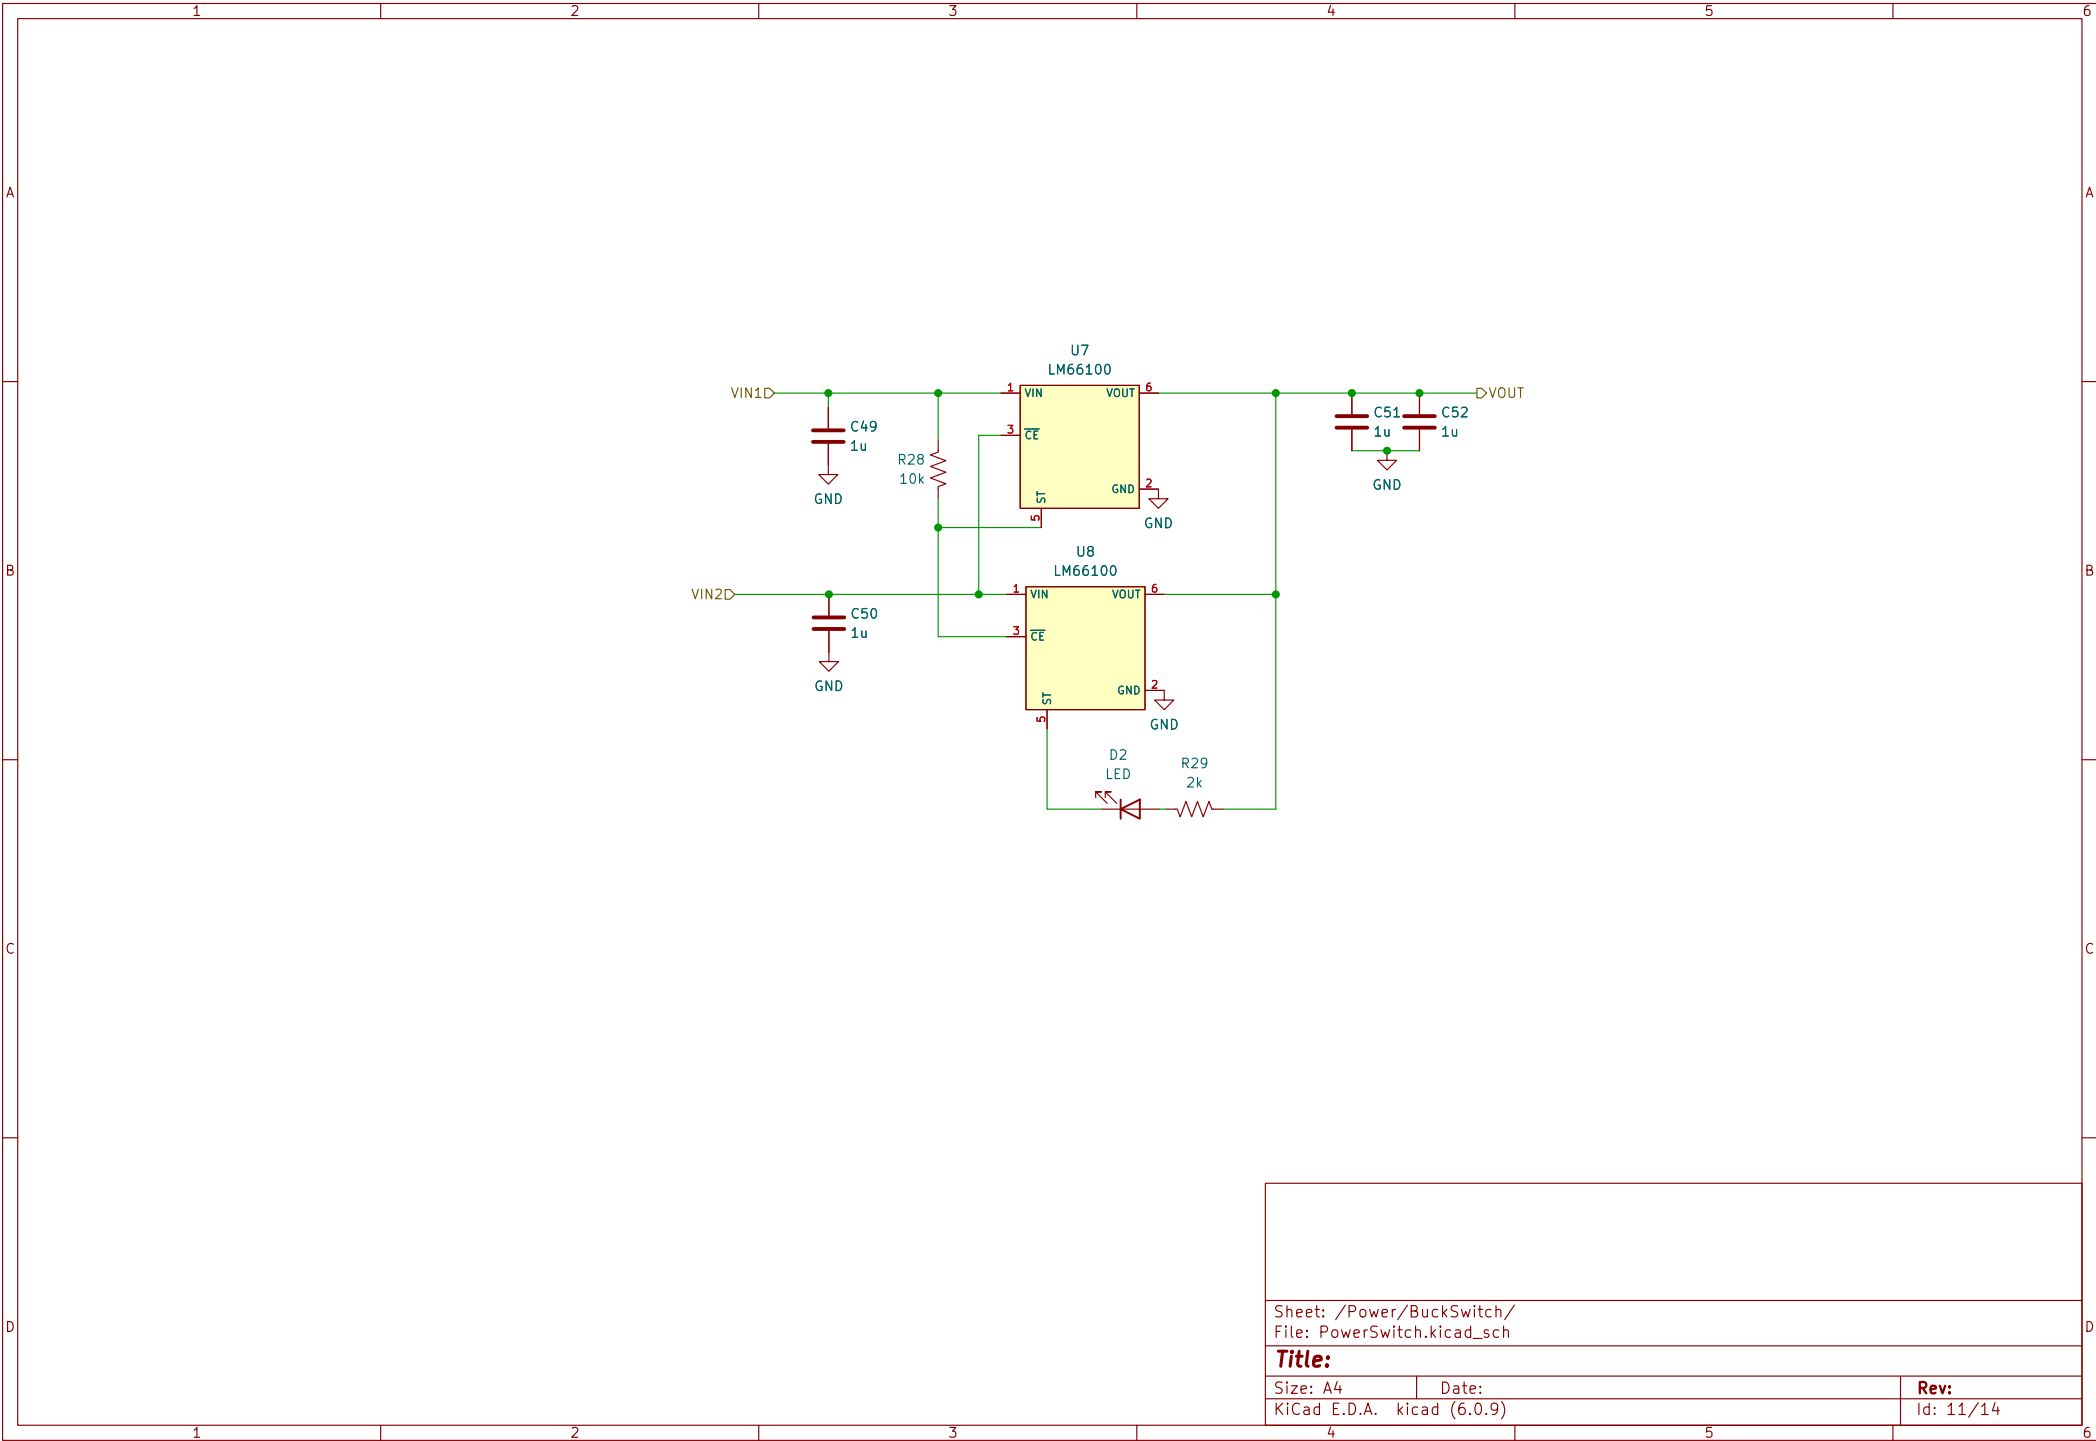 1 2 3 4 5 6
A A
U7
LM66100
VIN1 1 VIN VOUT 6 VOUT
C49
1u
3 CE
C51 C52
1u 1u
R28
10k
GND
GND
ST
5
GND 2
GND
U8
LM66100
B B
VIN2 1 VIN VOUT 6
C50
1u
3 CE
GND
ST
5
GND 2
GND
D2
LED
R29
2k
C C
Sheet: /Power/BuckSwitch/
File: PowerSwitch.kicad_sch
D D
Title:
Size: A4 Date: Rev:
KiCad E.D.A. kicad (6.0.9) Id: 11/14
1 2 3 4 5 6